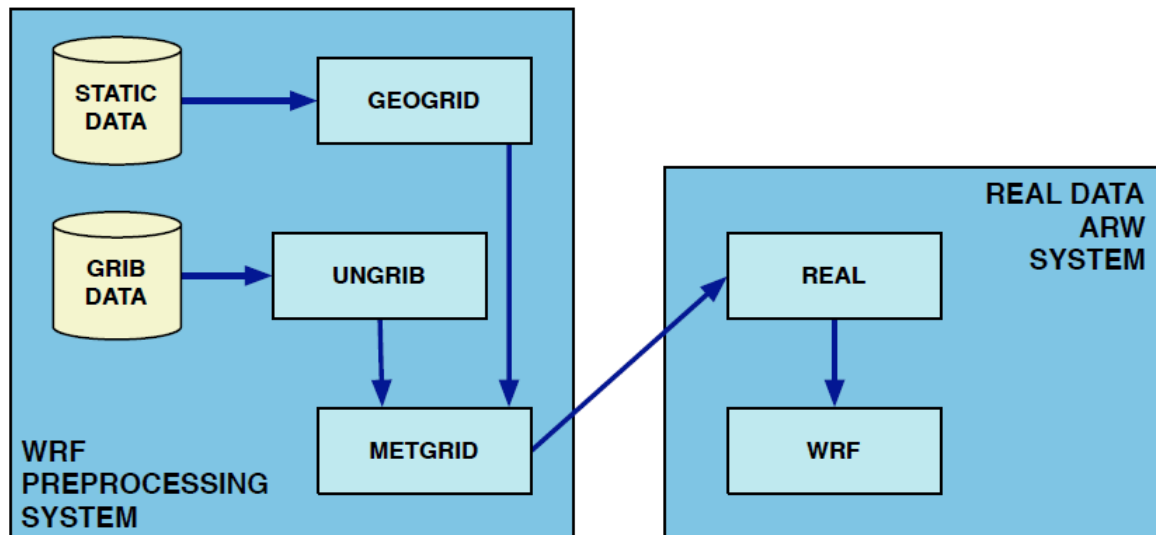 STATIC
DATA
GEOGRID
GRIB
DATA
UNGRIB
METGRID
WRF
PREPROCESSING
SYSTEM
REAL DATA
ARW
SYSTEM
REAL
WRF